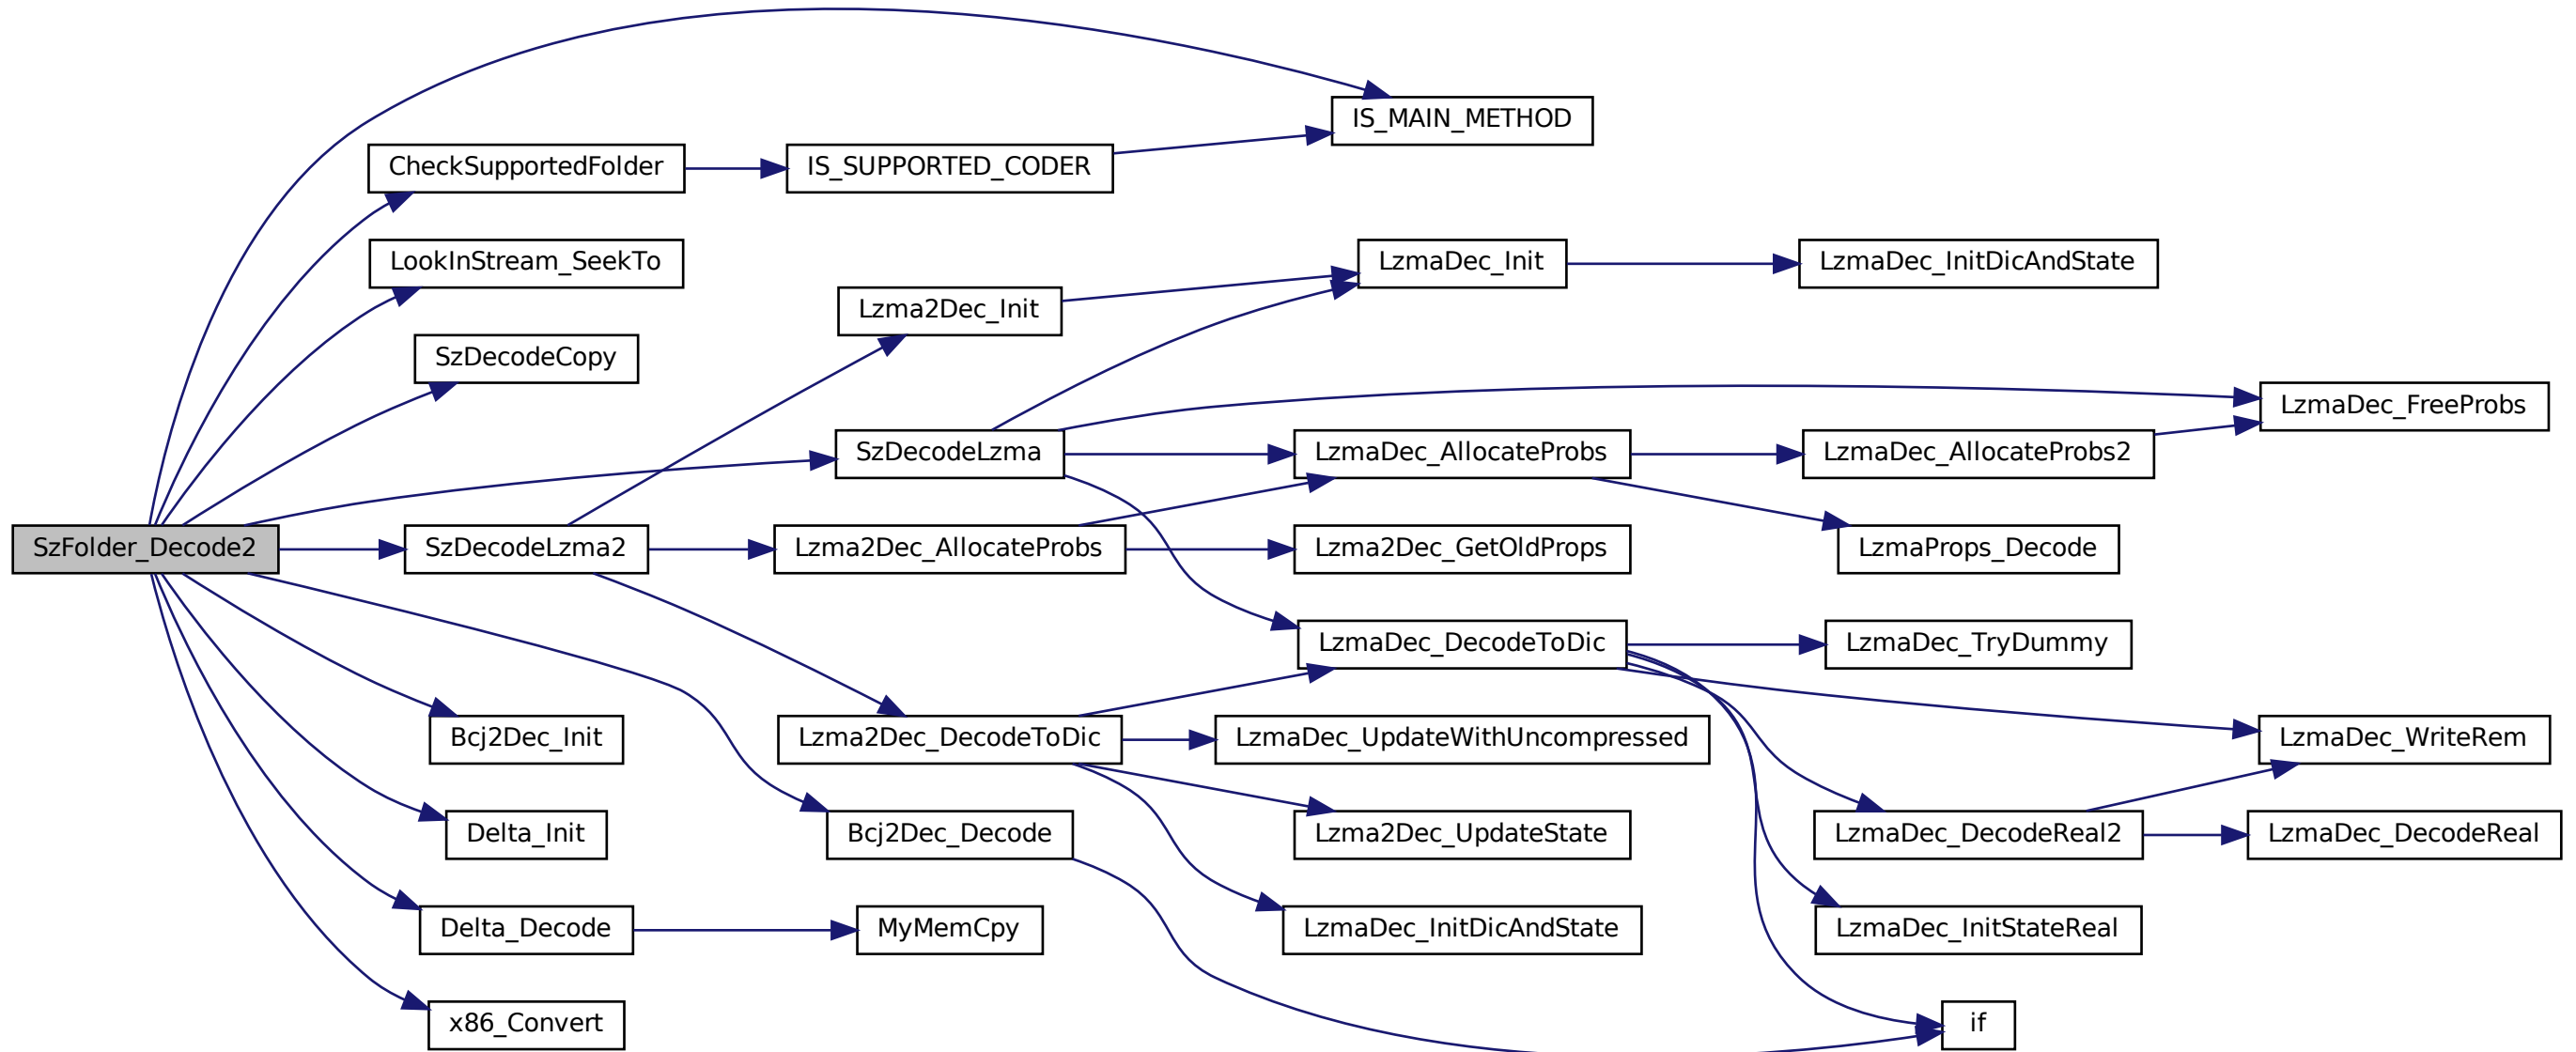 IS_MAIN_METHOD
CheckSupportedFolder
IS_SUPPORTED_CODER
LookInStream_SeekTo
LzmaDec_Init
LzmaDec_InitDicAndState
Lzma2Dec_Init
SzDecodeCopy
LzmaDec_FreeProbs
SzDecodeLzma
LzmaDec_AllocateProbs
LzmaDec_AllocateProbs2
SzFolder_Decode2
SzDecodeLzma2
Lzma2Dec_AllocateProbs
Lzma2Dec_GetOldProps
LzmaProps_Decode
LzmaDec_DecodeToDic
LzmaDec_TryDummy
Bcj2Dec_Init
Lzma2Dec_DecodeToDic
LzmaDec_UpdateWithUncompressed
LzmaDec_WriteRem
Delta_Init
Bcj2Dec_Decode
Lzma2Dec_UpdateState
LzmaDec_DecodeReal2
LzmaDec_DecodeReal
Delta_Decode
MyMemCpy
LzmaDec_InitDicAndState
LzmaDec_InitStateReal
x86_Convert
if